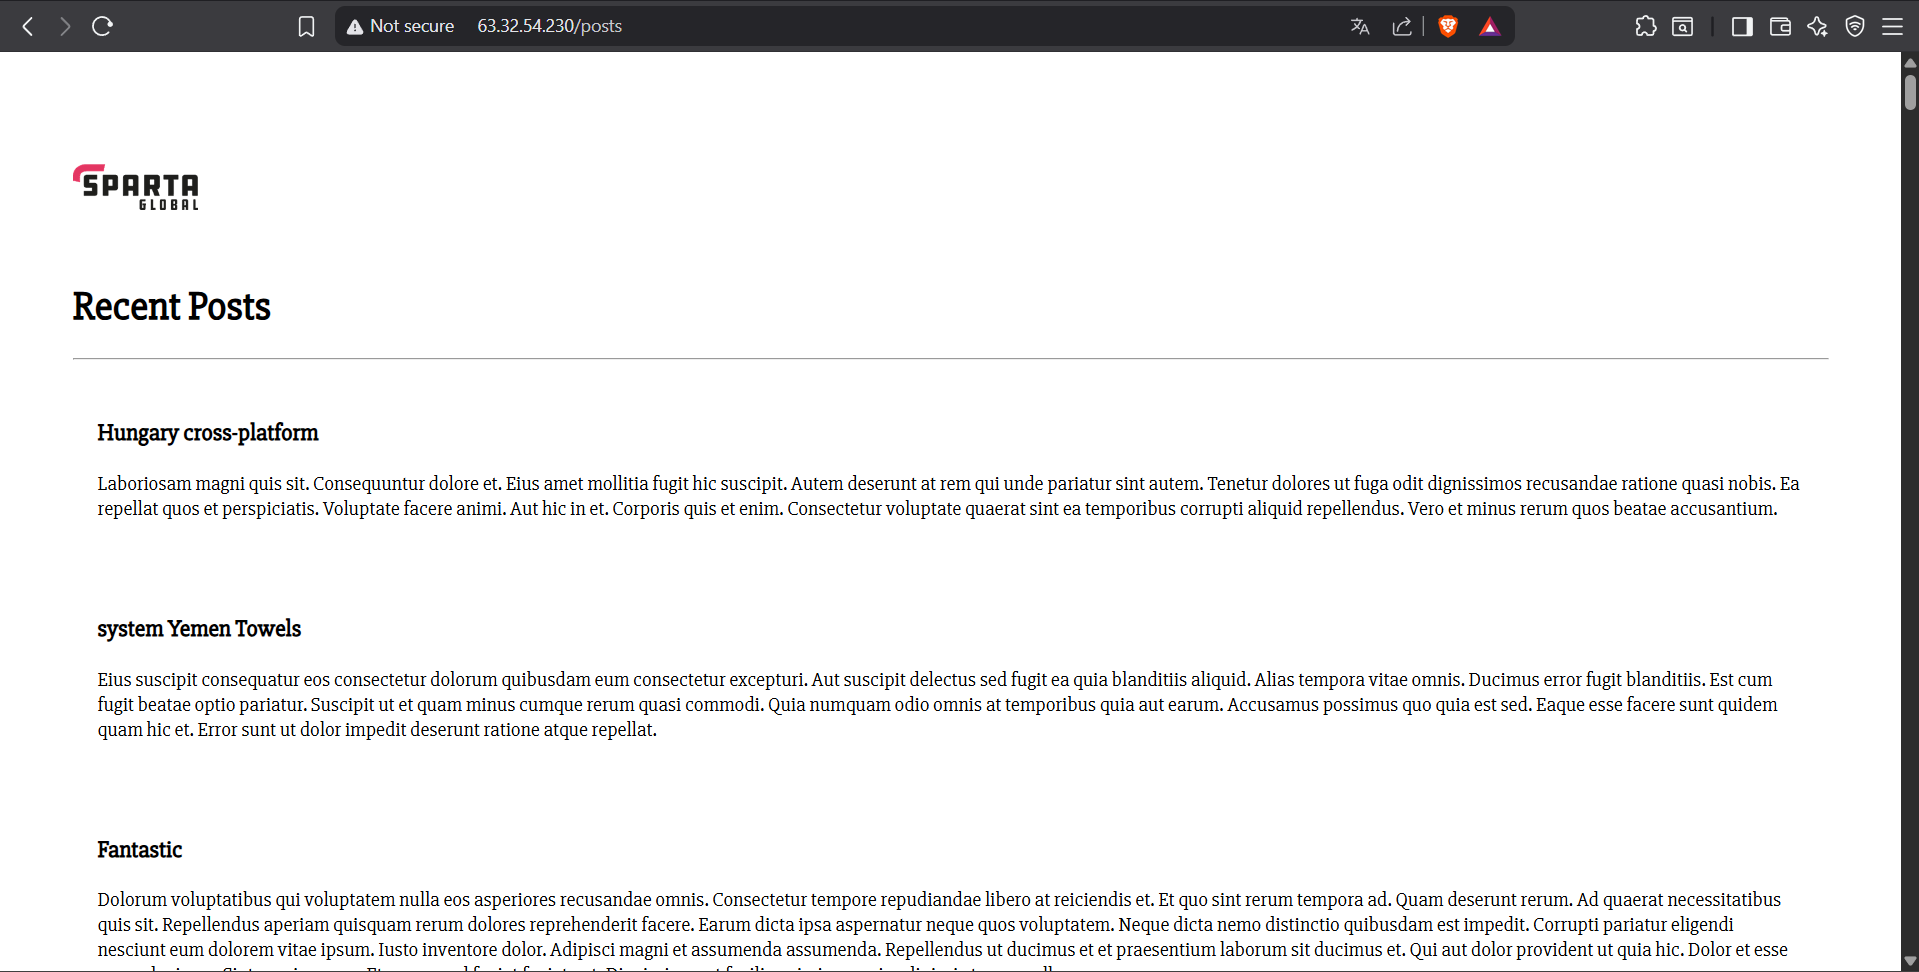 Not secure 63.32.54.230/posts
SPARTA
GLOBAL
Recent Posts
Hungary cross-platform
Laboriosam magni quis sit. Consequuntur dolore et. Eius amet mollitia fugit hic suscipit. Autem deserunt at rem qui unde pariatur sint autem. Tenetur dolores ut fuga odit dignissimos recusandae ratione quasi nobis. Ea
repellat quos et perspiciatis. Voluptate facere animi. Aut hic in et. Corporis quis et enim. Consectetur voluptate quaerat sint ea temporibus corrupti aliquid repellendus. Vero et minus rerum quos beatae accusantium.
system Yemen Towels
Eius suscipit consequatur eos consectetur dolorum quibusdam eum consectetur excepturi. Aut suscipit delectus sed fugit ea quia blanditiis aliquid. Alias tempora vitae omnis. Ducimus error fugit blanditiis. Est cum
fugit beatae optio pariatur. Suscipit ut et quam minus cumque rerum quasi commodi. Quia numquam odio omnis at temporibus quia aut earum. Accusamus possimus quo quia est sed. Eaque esse facere sunt quidem
quam hic et. Error sunt ut dolor impedit deserunt ratione atque repellat.
Fantastic
Dolorum voluptatibus qui voluptatem nulla eos asperiores recusandae omnis. Consectetur tempore repudiandae libero at reiciendis et. Et quo sint rerum tempora ad. Quam deserunt rerum. Ad quaerat necessitatibus
quis sit. Repellendus aperiam quisquam rerum dolores reprehenderit facere. Earum dicta ipsa aspernatur neque quos voluptatem. Neque dicta nemo distinctio quibusdam est impedit. Corrupti pariatur eligendi
nesciunt eum dolorem vitae ipsum. Iusto inventore dolor. Adipisci magni et assumenda assumenda. Repellendus ut ducimus et et praesentium laborum sit ducimus et. Qui aut dolor provident ut quia hic. Dolor et esse